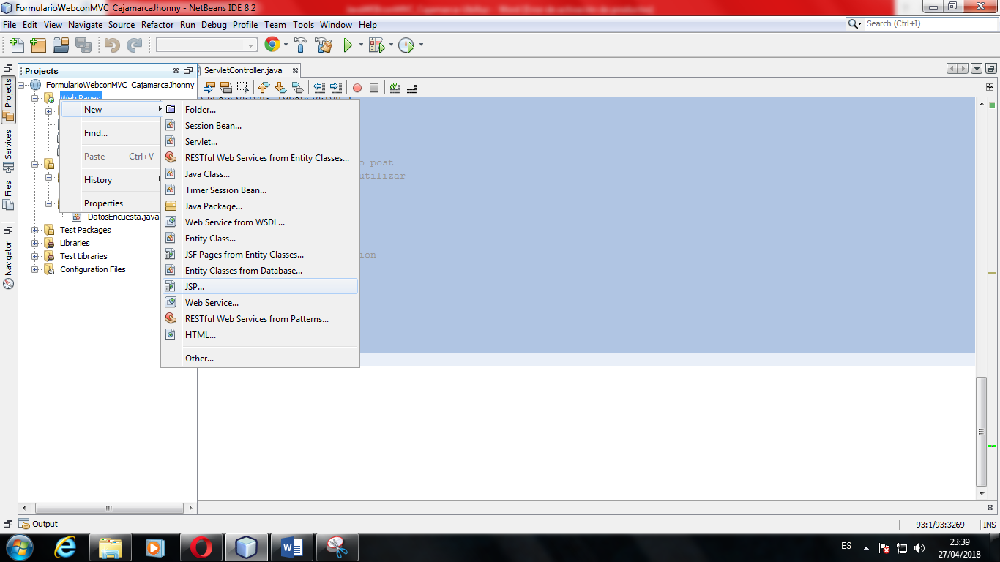 FormularioWebconMVC_CajamarcaJhonny - NetBeans IDE 8.2
File Edit View Navigate Source Refactor Run Debug Profile Team Tools Window Help
Search (Ctrl+I)
Projects
ServletController.java
Projects
Services
Files
Navigator
FormularioWebconMVC_CajamarcaJhonny
Web Pages
New
Find...
Paste Ctrl+V
History
Properties
Folder...
Session Bean...
Servlet...
RESTful Web Services from Entity Classes...
Java Class...
Timer Session Bean...
Java Package...
Web Service from WSDL...
Entity Class...
JSF Pages from Entity Classes...
Entity Classes from Database...
JSP...
Web Service...
RESTful Web Services from Patterns...
HTML...
Other...
post
utilizar
ion
DatosEncuesta.java
Test Packages
Libraries
Test Libraries
Configuration Files
Output
93:1/93:3269 INS
ES
23:39
27/04/2018